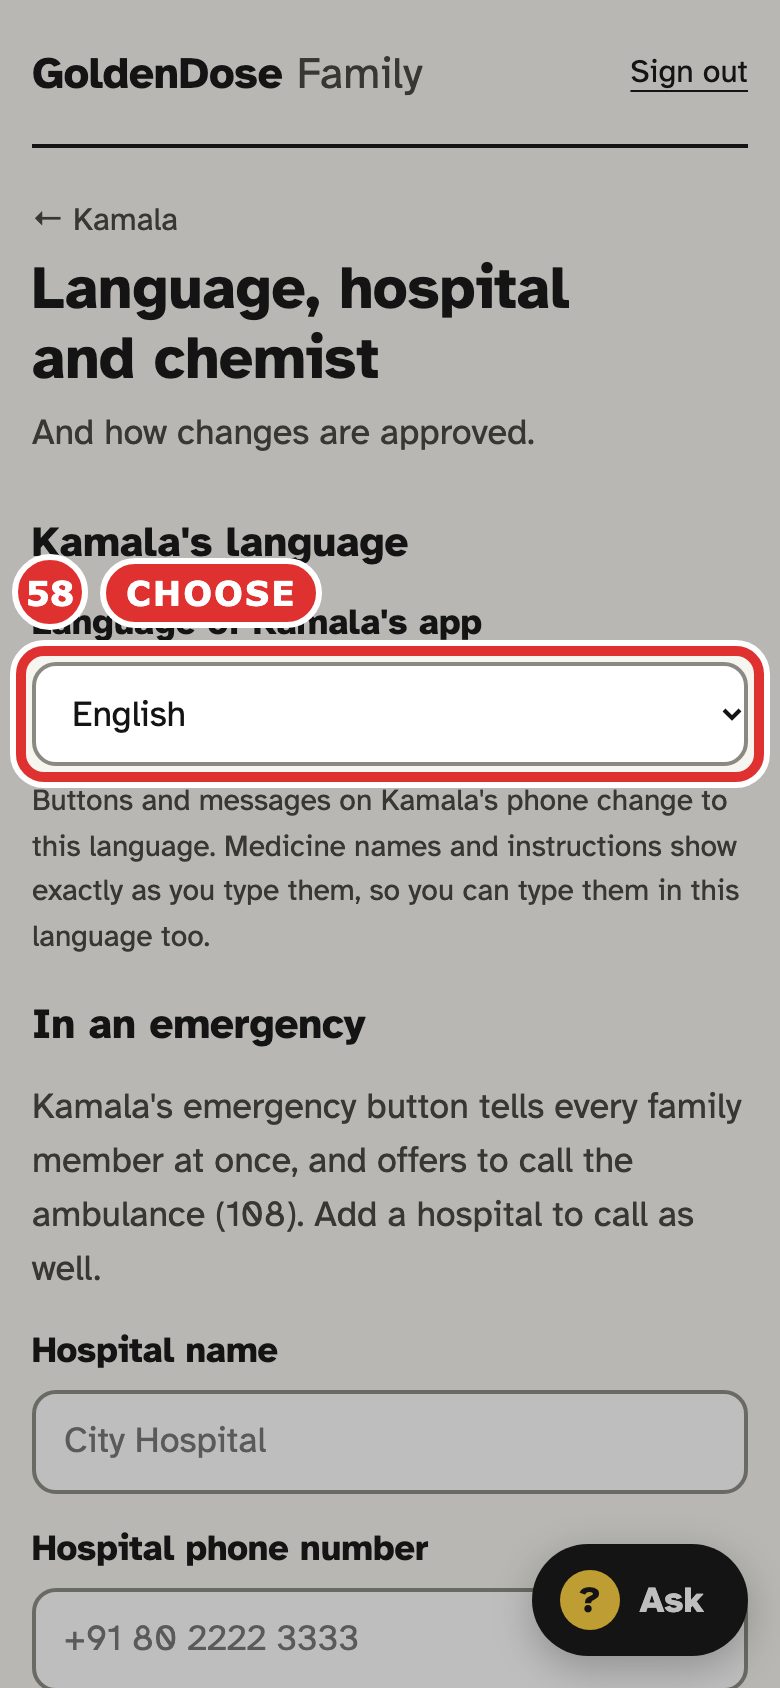 GoldenDose Family
Sign out
← Kamala
Language, hospital
and chemist
And how changes are approved.
Kamala's language
58 CHOOSE
Language of Kamala's app
English
Buttons and messages on Kamala's phone change to
this language. Medicine names and instructions show
exactly as you type them, so you can type them in this
language too.
In an emergency
Kamala's emergency button tells every family
member at once, and offers to call the
ambulance (108). Add a hospital to call as
well.
Hospital name
City Hospital
Hospital phone number
+91 80 2222 3333
? Ask